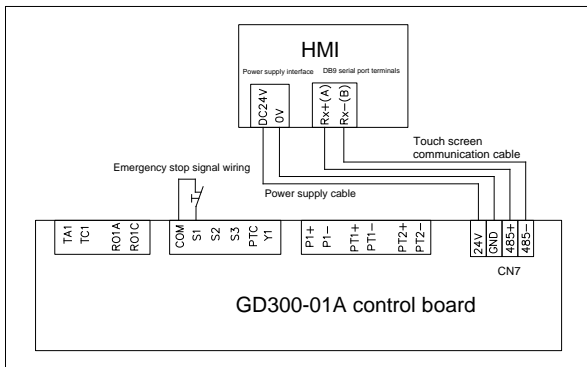 HMI
Power supply interface
DB9 serial port terminals
DC24V
0V
Rx+(A)
Rx-(B)
Touch screen
communication cable
Emergency stop signal wiring
Power supply cable
TA1
TC1
RO1A
RO1C
COM
S1
S2
S3
PTC
Y1
P1+
P1-
PT1+
PT1-
PT2+
PT2-
24V
GND
485+
485-
CN7
GD300-01A control board